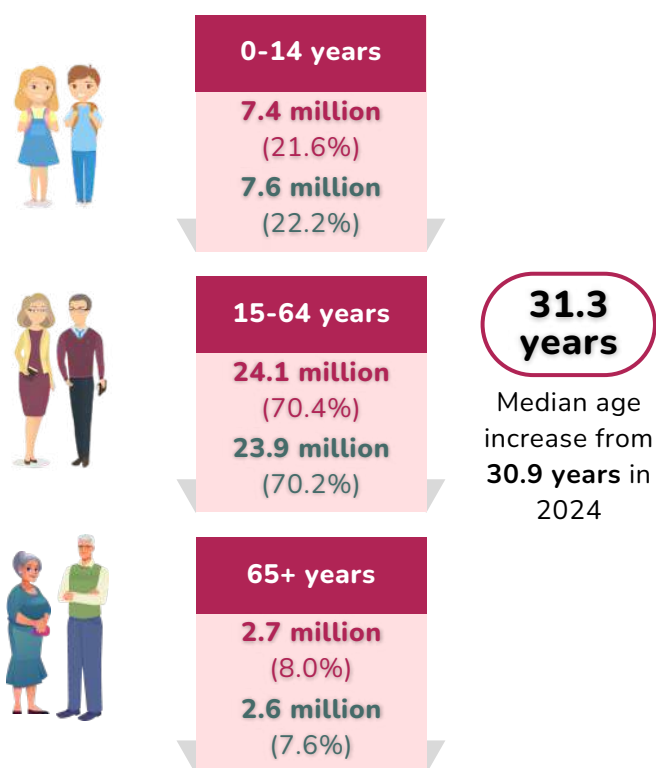 0-14 years
7.4 million
(21.6%)
7.6 million
(22.2%)
15-64 years
24.1 million
(70.4%)
23.9 million
(70.2%)
31.3
years
Median age
increase from
30.9 years in
2024
65+ years
2.7 million
(8.0%)
2.6 million
(7.6%)